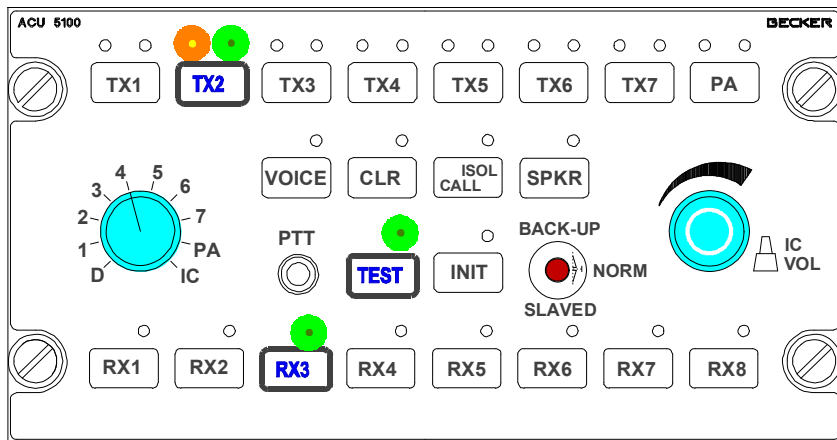 ACU 5100 BECKER
TX1 TX2 TX3 TX4 TX5 TX6 TX7 PA
VOICE CLR ISOL CALL SPKR
4 5
3 6
2 7
1 PA
D IC
PTT
TEST INIT
BACK-UP
NORM
SLAVED
IC
VOL
RX1 RX2 RX3 RX4 RX5 RX6 RX7 RX8